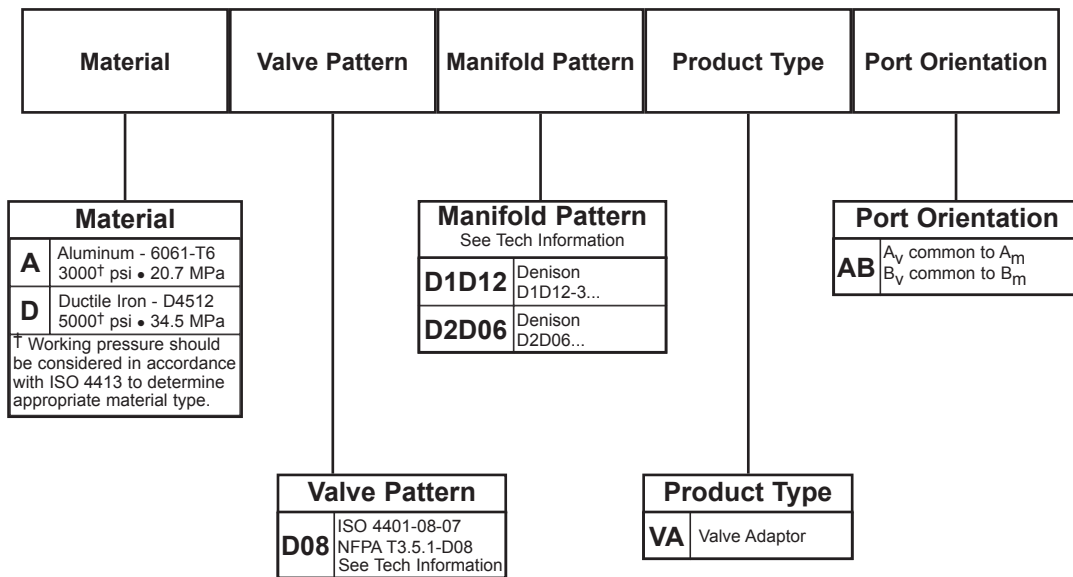 Material Valve Pattern Manifold Pattern Product Type Port Orientation
Material
A Aluminum - 6061-T6
3000† psi • 20.7 MPa
D Ductile Iron - D4512
5000† psi • 34.5 MPa
† Working pressure should
be considered in accordance
with ISO 4413 to determine
appropriate material type.
Manifold Pattern
See Tech Information
D1D12 Denison
D1D12-3...
D2D06 Denison
D2D06...
Port Orientation
AB Av common to Am
Bv common to Bm
Valve Pattern
D08 ISO 4401-08-07
NFPA T3.5.1-D08
See Tech Information
Product Type
VA Valve Adaptor